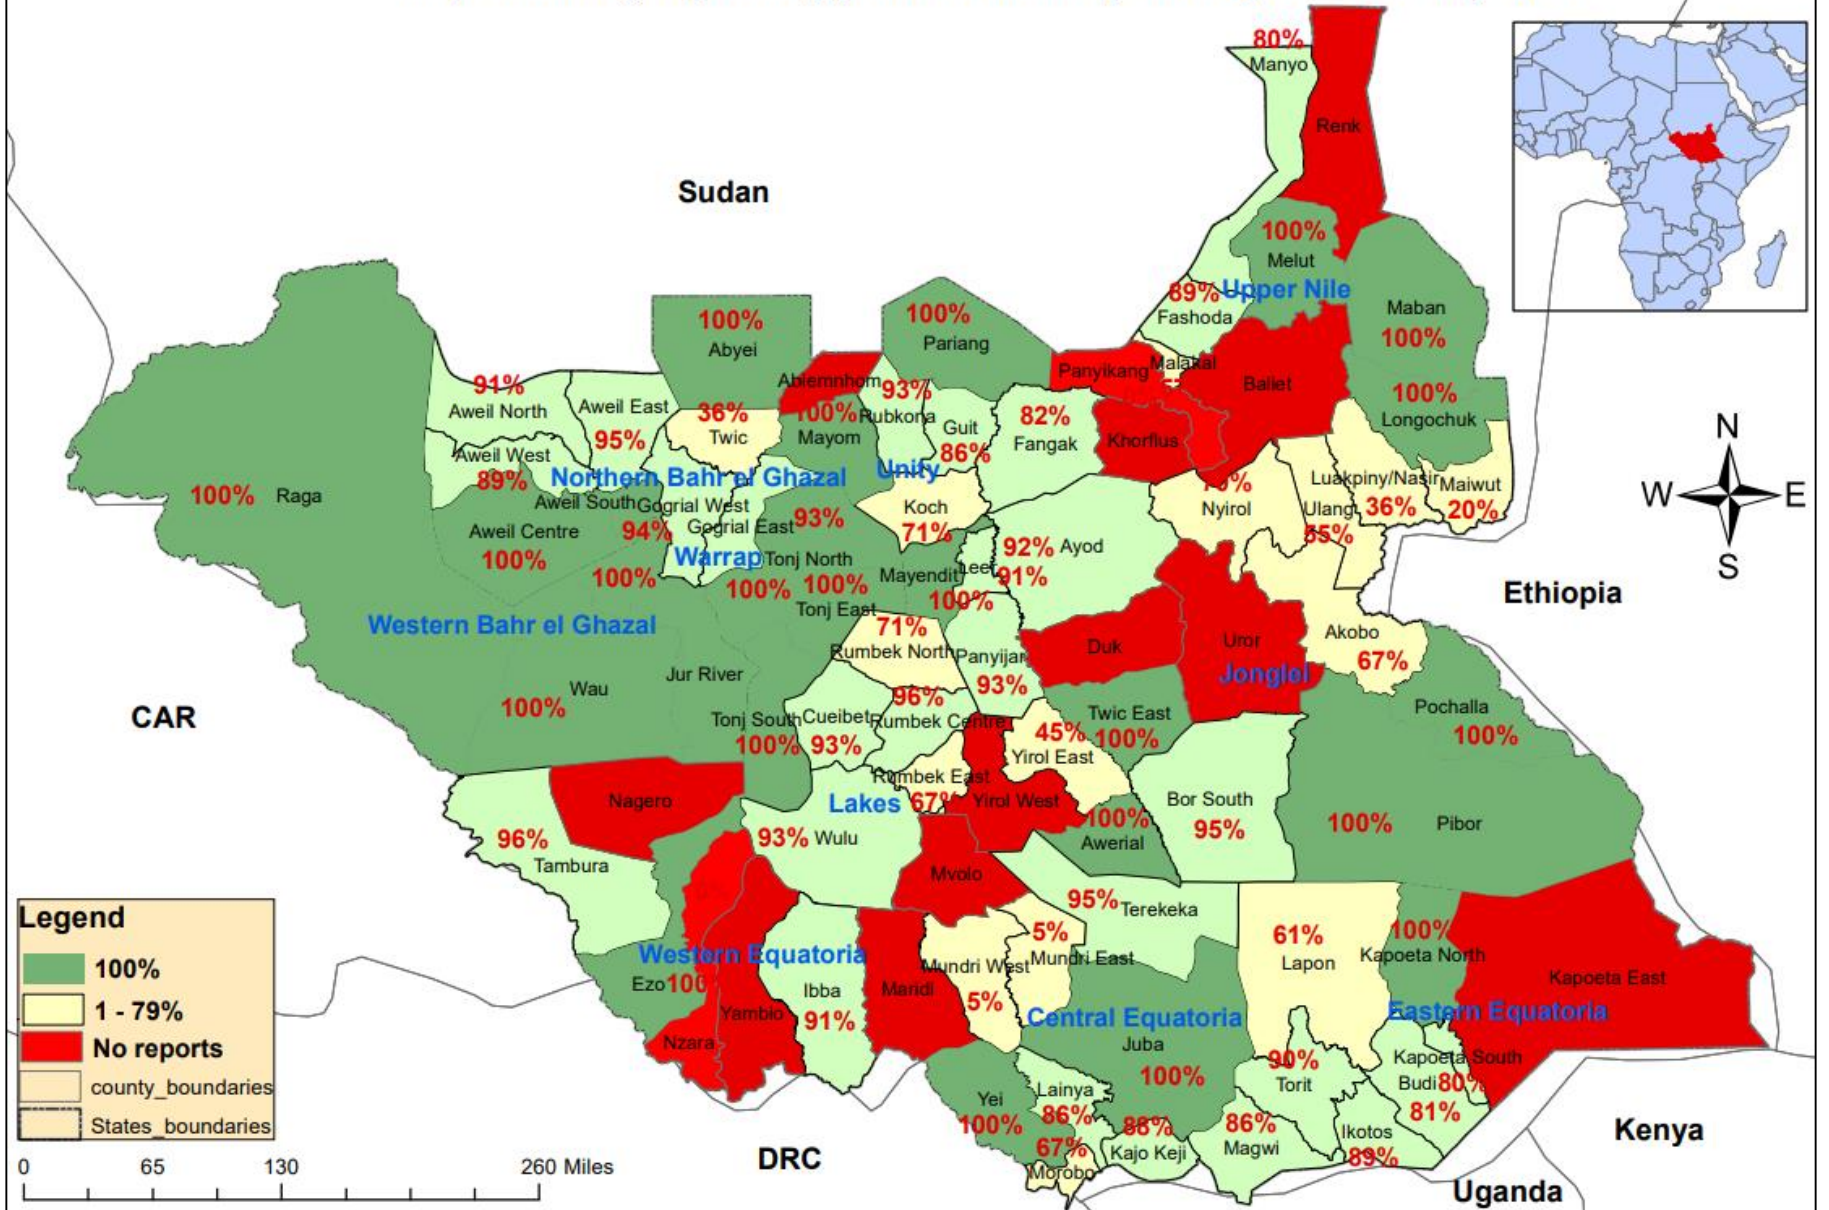 80%
Manyo
Renk
Sudan
100%
Melut
89%
Upper Nile
Fashoda
Maban
100%
100%
Longochuk
100%
Abyei
100%
Pariang
Abiemnhom
Panyikang
Malakal
Baliet
91%
Aweil North
Aweil East
95%
36%
Twic
100%
Mayom
93%
Rubkona
Guit
86%
82%
Fangak
Khorflus
Aweil West
89%
Northern Bahr el Ghazal
Unity
100%
Raga
Aweil South
Gogrial West
Gogrial East
93%
Koch
71%
Nyirol
Ulang
55%
Luakpiny/Nasir
36%
Maiwut
20%
N
W
E
S
Aweil Centre
100%
94%
Warrap
Tonj North
100%
100%
100%
Tonj East
Mayendit
100%
Leer
91%
92%
Ayod
Ethiopia
Western Bahr el Ghazal
71%
Rumbek North
Panyijar
93%
Duk
Uror
Jonglei
Akobo
67%
Jur River
Wau
100%
CAR
Tonj South
100%
Cueibet
93%
96%
Rumbek Centre
45%
Yirol East
Twic East
100%
Pochalla
100%
Rumbek East
67%
Yirol West
Lakes
Nagero
93%
Wulu
100%
Awerial
Bor South
95%
100%
Pibor
96%
Tambura
Mvolo
95%
Terekeka
5%
Mundri East
61%
Lapon
100%
Kapoeta North
Kapoeta East
Western Equatoria
Mundri West
5%
Ezo
100
Ibba
91%
Maridi
Yambio
Nzara
Central Equatoria
Juba
100%
Eastern Equatoria
Kapoeta South
Budi
80%
81%
90%
Torit
Yei
100%
Lainya
86%
67%
Morobo
88%
Kajo Keji
86%
Magwi
Ikotos
89%
Kenya
DRC
Uganda
Legend
100%
1 - 79%
No reports
county_boundaries
States_boundaries
0 65 130 260 Miles